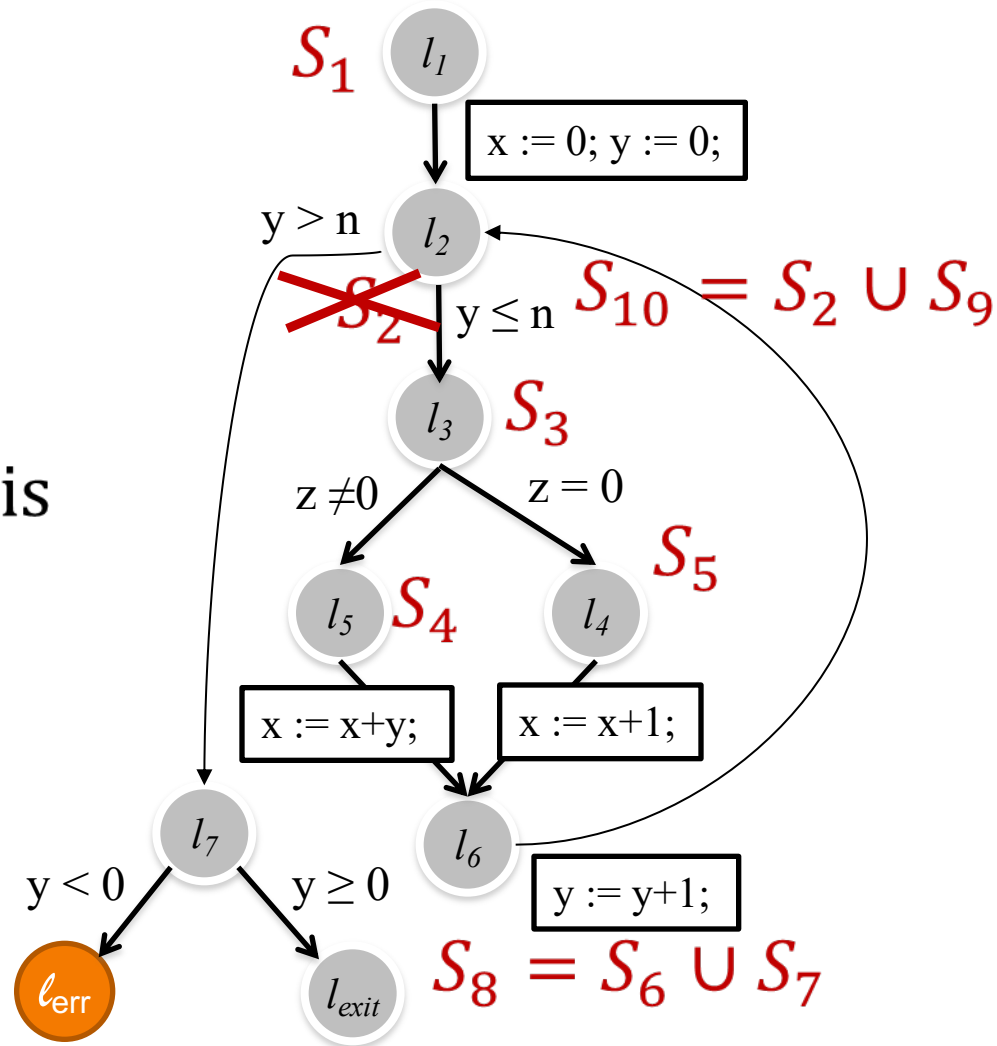 S₁
l₁
x := 0; y := 0;
y > n
l₂
S₂
y ≤ n
S₁₀ = S₂ ∪ S₉
l₃
S₃
is
z ≠0
z = 0
l₅
S₄
l₄
S₅
x := x+y;
x := x+1;
l₇
l₆
y < 0
y ≥ 0
y := y+1;
ℓerr
lexit
S₈ = S₆ ∪ S₇